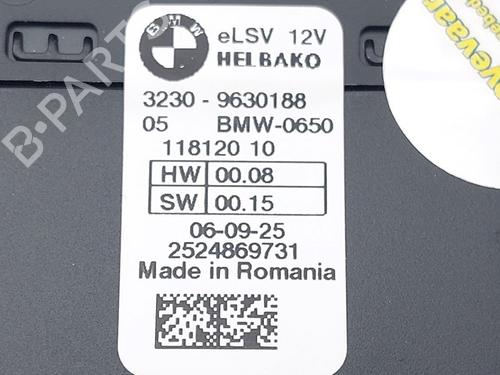 BMW
eLSV 12V
HELBAKO
3230 - 9630188
05 BMW-0650
118120 10
HW 00.08
SW 00.15
06-09-25
2524869731
Made in Romania
B-PARTS